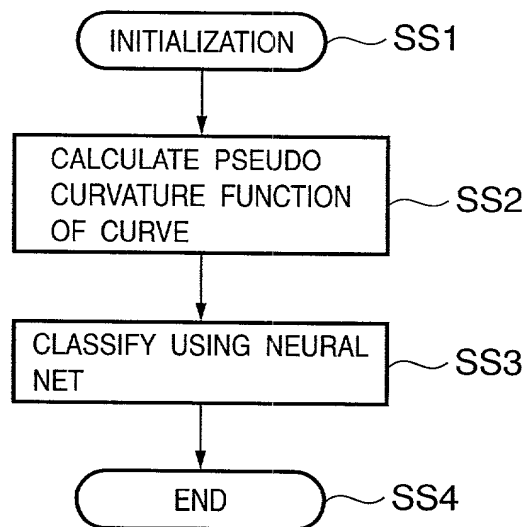 INITIALIZATION
SS1
CALCULATE PSEUDO
CURVATURE FUNCTION
OF CURVE
SS2
CLASSIFY USING NEURAL
NET
SS3
END
SS4